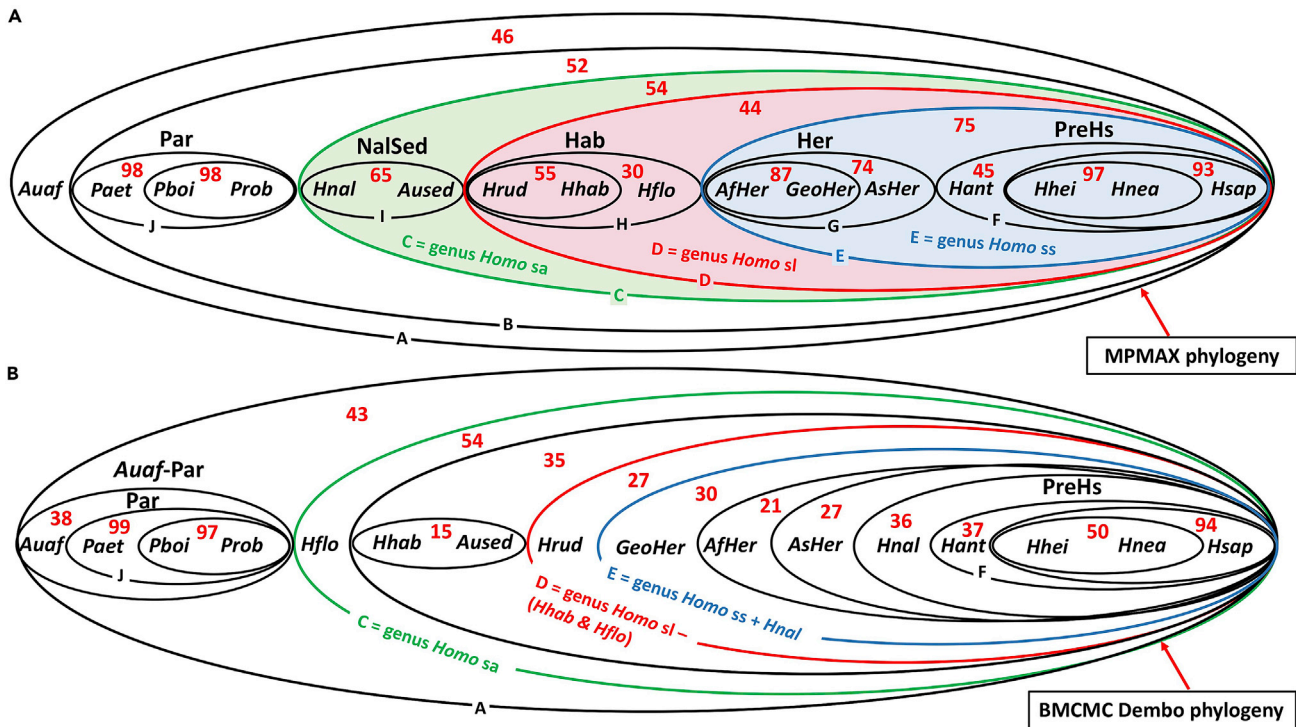 A
46
52
54
44
75
Par
NalSed
Hab
Her
PreHs
98
98
65
55
30
87
74
45
97
93
Auaf
Paet
Pboi
Prob
Hnal
Aused
Hrud
Hhab
Hflo
AfHer
GeoHer
AsHer
Hant
Hhei
Hnea
Hsap
J
I
H
G
F
C = genus Homo sa
D = genus Homo sl
E = genus Homo ss
E
D
C
B
A
MPMAX phylogeny
B
43
54
35
27
30
21
27
36
37
50
94
Auaf-Par
Par
PreHs
38
99
97
15
Auaf
Paet
Pboi
Prob
Hflo
Hhab
Aused
Hrud
GeoHer
AfHer
AsHer
Hnal
Hant
Hhei
Hnea
Hsap
J
F
C = genus Homo sa
D = genus Homo sl –
(Hhab & Hflo)
E = genus Homo ss + Hnal
A
BMCMC Dembo phylogeny